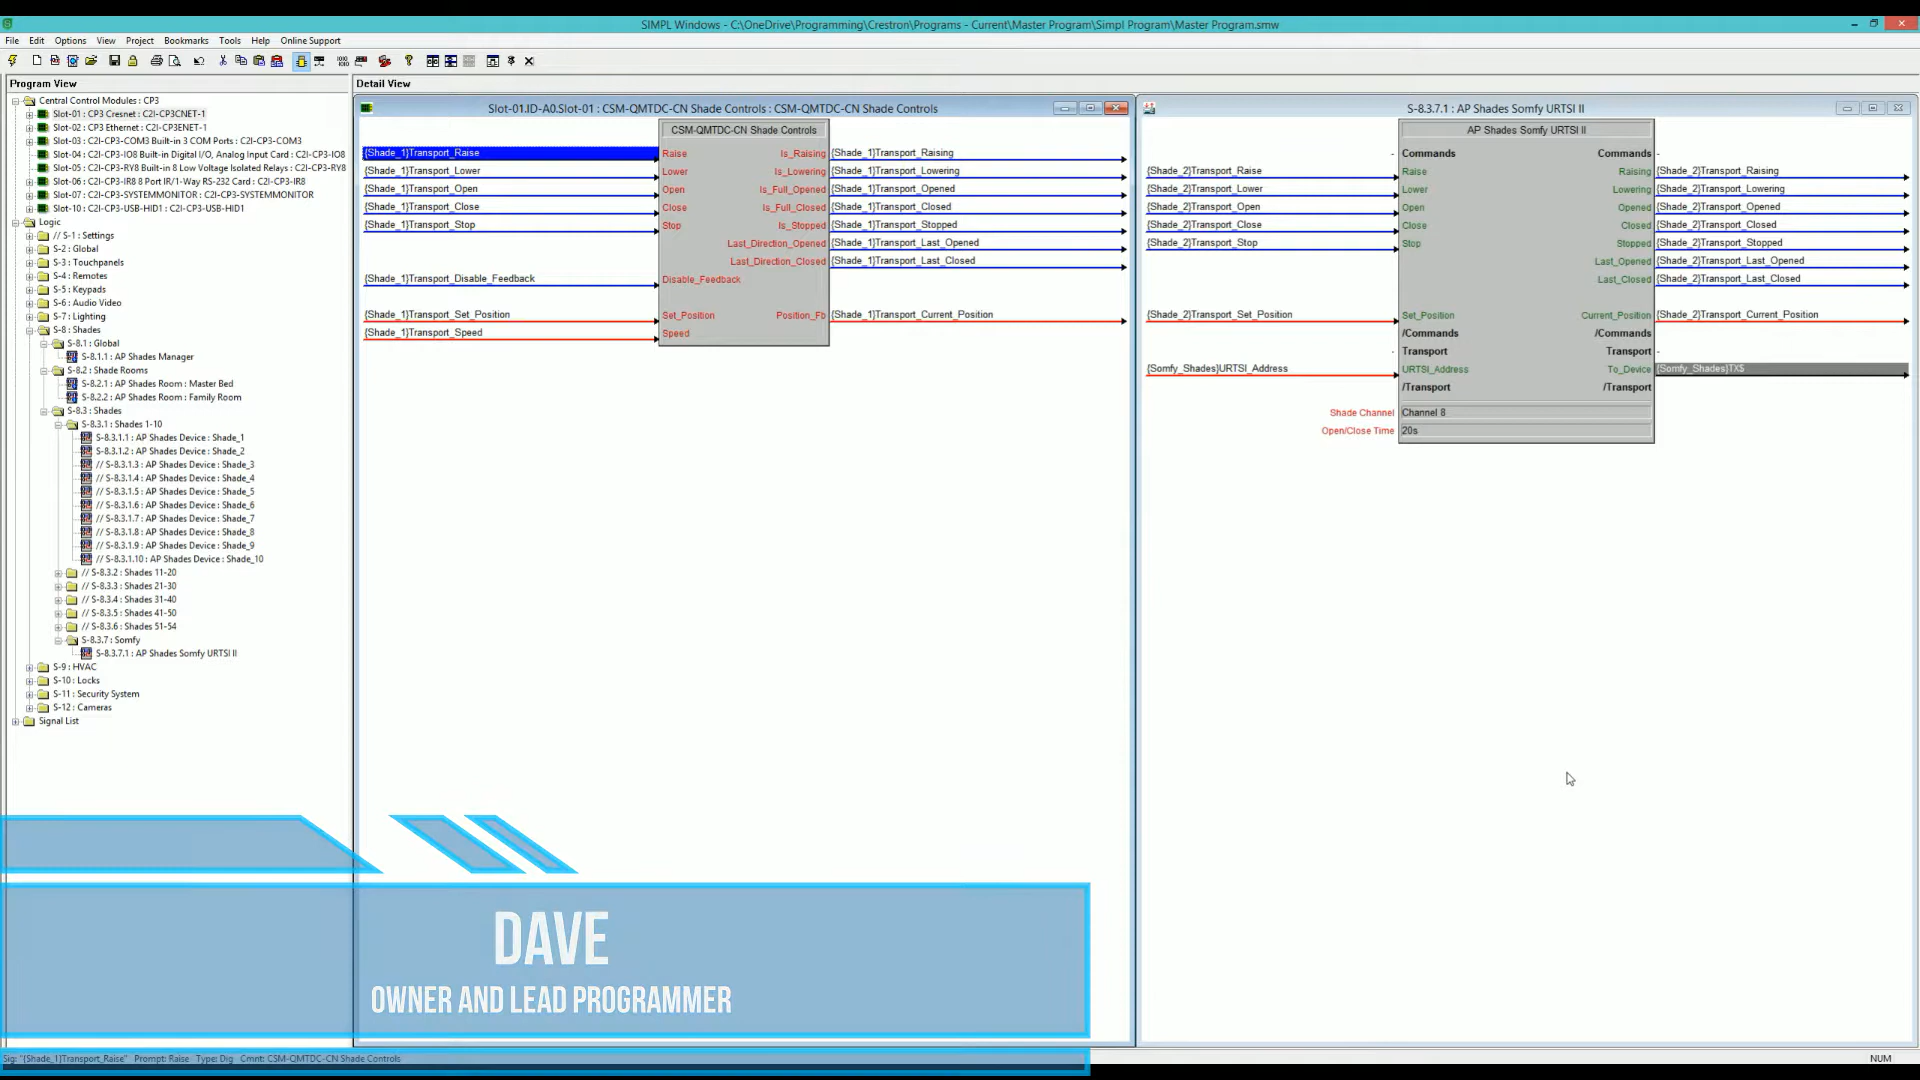 SIMPL Windows - C:\OneDrive\Programming\Crestron\Programs - Current\Master Program\Simpl Program\Master Program.smw
File Edit Options View Project Bookmarks Tools Help Online Support
Program View
Central Control Modules : CP3
Slot-01 : CP3 Cresnet : C2I-CP3CNET-1
Slot-02 : CP3 Ethernet : C2I-CP3ENET-1
Slot-03 : C2I-CP3-COM3 Built-in 3 COM Ports : C2I-CP3-COM3
Slot-04 : C2I-CP3-IO8 Built-in Digital I/O, Analog Input Card : C2I-CP3-IO8
Slot-05 : C2I-CP3-RY8 Built-in 8 Low Voltage Isolated Relays : C2I-CP3-RY8
Slot-06 : C2I-CP3-IR8 8 Port IR/1-Way RS-232 Card : C2I-CP3-IR8
Slot-07 : C2I-CP3-SYSTEMMONITOR : C2I-CP3-SYSTEMMONITOR
Slot-10 : C2I-CP3-USB-HID1 : C2I-CP3-USB-HID1
Logic
// S-1 : Settings
S-2 : Global
S-3 : Touchpanels
S-4 : Remotes
S-5 : Keypads
S-6 : Audio Video
S-7 : Lighting
S-8 : Shades
S-8.1 : Global
S-8.1.1 : AP Shades Manager
S-8.2 : Shade Rooms
S-8.2.1 : AP Shades Room : Master Bed
S-8.2.2 : AP Shades Room : Family Room
S-8.3 : Shades
S-8.3.1 : Shades 1-10
S-8.3.1.1 : AP Shades Device : Shade_1
S-8.3.1.2 : AP Shades Device : Shade_2
// S-8.3.1.3 : AP Shades Device : Shade_3
// S-8.3.1.4 : AP Shades Device : Shade_4
// S-8.3.1.5 : AP Shades Device : Shade_5
// S-8.3.1.6 : AP Shades Device : Shade_6
// S-8.3.1.7 : AP Shades Device : Shade_7
// S-8.3.1.8 : AP Shades Device : Shade_8
// S-8.3.1.9 : AP Shades Device : Shade_9
// S-8.3.1.10 : AP Shades Device : Shade_10
// S-8.3.2 : Shades 11-20
// S-8.3.3 : Shades 21-30
// S-8.3.4 : Shades 31-40
// S-8.3.5 : Shades 41-50
// S-8.3.6 : Shades 51-54
S-8.3.7 : Somfy
S-8.3.7.1 : AP Shades Somfy URTSI II
S-9 : HVAC
S-10 : Locks
S-11 : Security System
S-12 : Cameras
Signal List
Detail View
Slot-01.ID-A0.Slot-01 : CSM-QMTDC-CN Shade Controls : CSM-QMTDC-CN Shade Controls
CSM-QMTDC-CN Shade Controls
{Shade_1}Transport_Raise Raise Is_Raising {Shade_1}Transport_Raising
{Shade_1}Transport_Lower Lower Is_Lowering {Shade_1}Transport_Lowering
{Shade_1}Transport_Open Open Is_Full_Opened {Shade_1}Transport_Opened
{Shade_1}Transport_Close Close Is_Full_Closed {Shade_1}Transport_Closed
{Shade_1}Transport_Stop Stop Is_Stopped {Shade_1}Transport_Stopped
Last_Direction_Opened {Shade_1}Transport_Last_Opened
Last_Direction_Closed {Shade_1}Transport_Last_Closed
{Shade_1}Transport_Disable_Feedback Disable_Feedback
{Shade_1}Transport_Set_Position Set_Position Position_Fb {Shade_1}Transport_Current_Position
{Shade_1}Transport_Speed Speed
S-8.3.7.1 : AP Shades Somfy URTSI II
AP Shades Somfy URTSI II
- Commands Commands -
{Shade_2}Transport_Raise Raise Raising {Shade_2}Transport_Raising
{Shade_2}Transport_Lower Lower Lowering {Shade_2}Transport_Lowering
{Shade_2}Transport_Open Open Opened {Shade_2}Transport_Opened
{Shade_2}Transport_Close Close Closed {Shade_2}Transport_Closed
{Shade_2}Transport_Stop Stop Stopped {Shade_2}Transport_Stopped
Last_Opened {Shade_2}Transport_Last_Opened
Last_Closed {Shade_2}Transport_Last_Closed
{Shade_2}Transport_Set_Position Set_Position Current_Position {Shade_2}Transport_Current_Position
/Commands /Commands
- Transport Transport -
{Somfy_Shades}URTSI_Address URTSI_Address To_Device {Somfy_Shades}TX$
/Transport /Transport
Shade Channel Channel 8
Open/Close Time 20s
DAVE
OWNER AND LEAD PROGRAMMER
Sig: "{Shade_1}Transport_Raise" Prompt: Raise Type: Dig Cmnt: CSM-QMTDC-CN Shade Controls
NUM